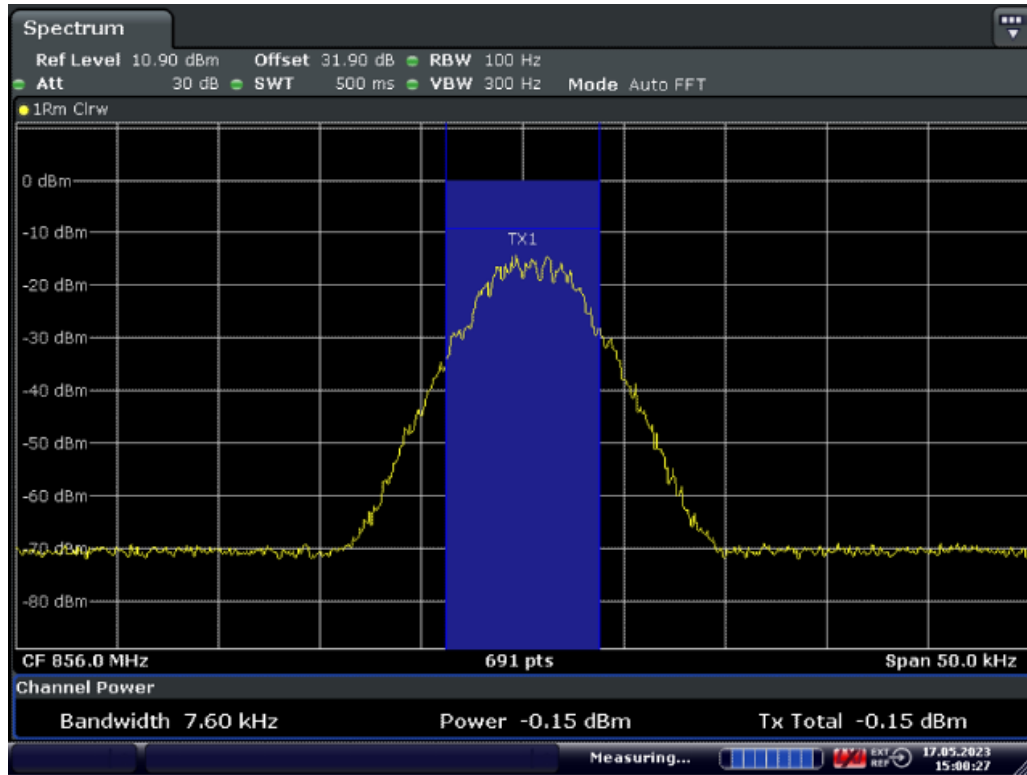 Spectrum
Ref Level 10.90 dBm Offset 31.90 dB RBW 100 Hz
Att 30 dB SWT 500 ms VBW 300 Hz Mode Auto FFT
1Rm Clrw
0 dBm
-10 dBm
TX1
-20 dBm
-30 dBm
-40 dBm
-50 dBm
-60 dBm
-70 dBm
-80 dBm
CF 856.0 MHz 691 pts Span 50.0 kHz
Channel Power
Bandwidth 7.60 kHz Power -0.15 dBm Tx Total -0.15 dBm
Measuring... EXT REF 17.05.2023
15:00:27